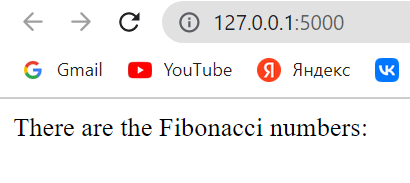 127.0.0.1:5000
Gmail YouTube Яндекс
There are the Fibonacci numbers: